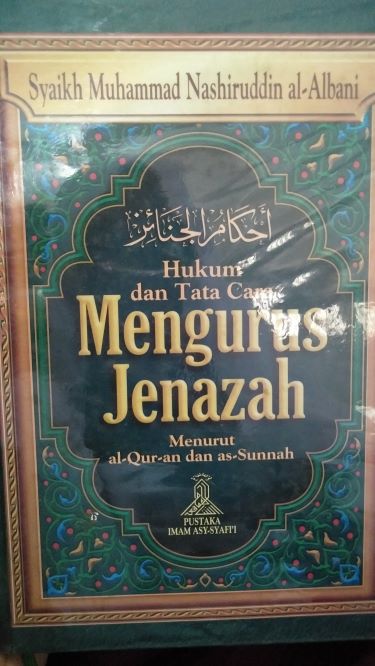 Syaikh Muhammad Nashiruddin al-Albani
أحكام الجنائز
Hukum
dan Tata Cara
Mengurus
Jenazah
Menurut
al-Qur-an dan as-Sunnah
PUSTAKA
IMAM ASY-SYAFI'I